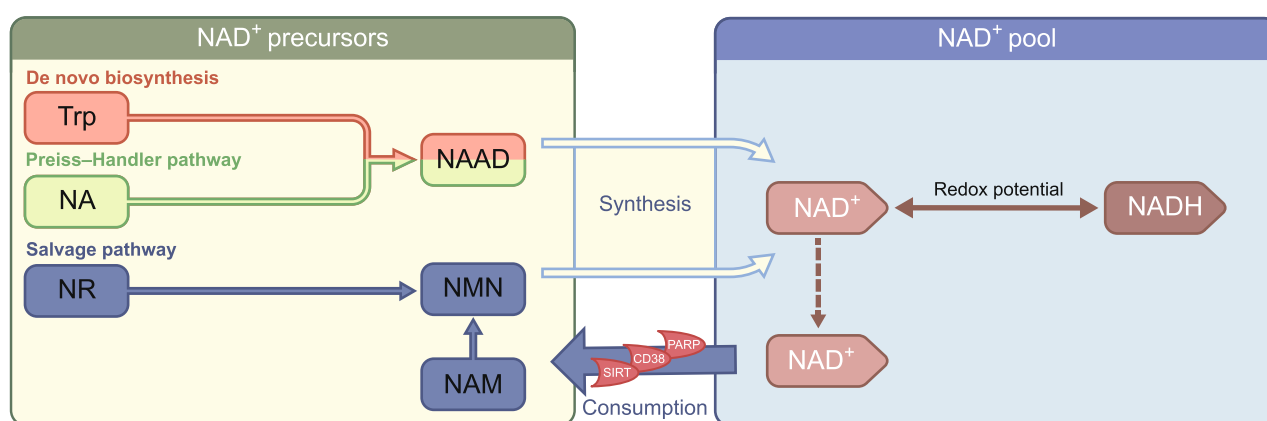 NAD⁺ precursors
De novo biosynthesis
Trp
Preiss–Handler pathway
NAAD
NA
Salvage pathway
NR
NMN
NAM
Synthesis
PARP
CD38
SIRT
Consumption
NAD⁺ pool
NAD⁺
Redox potential
NADH
NAD⁺